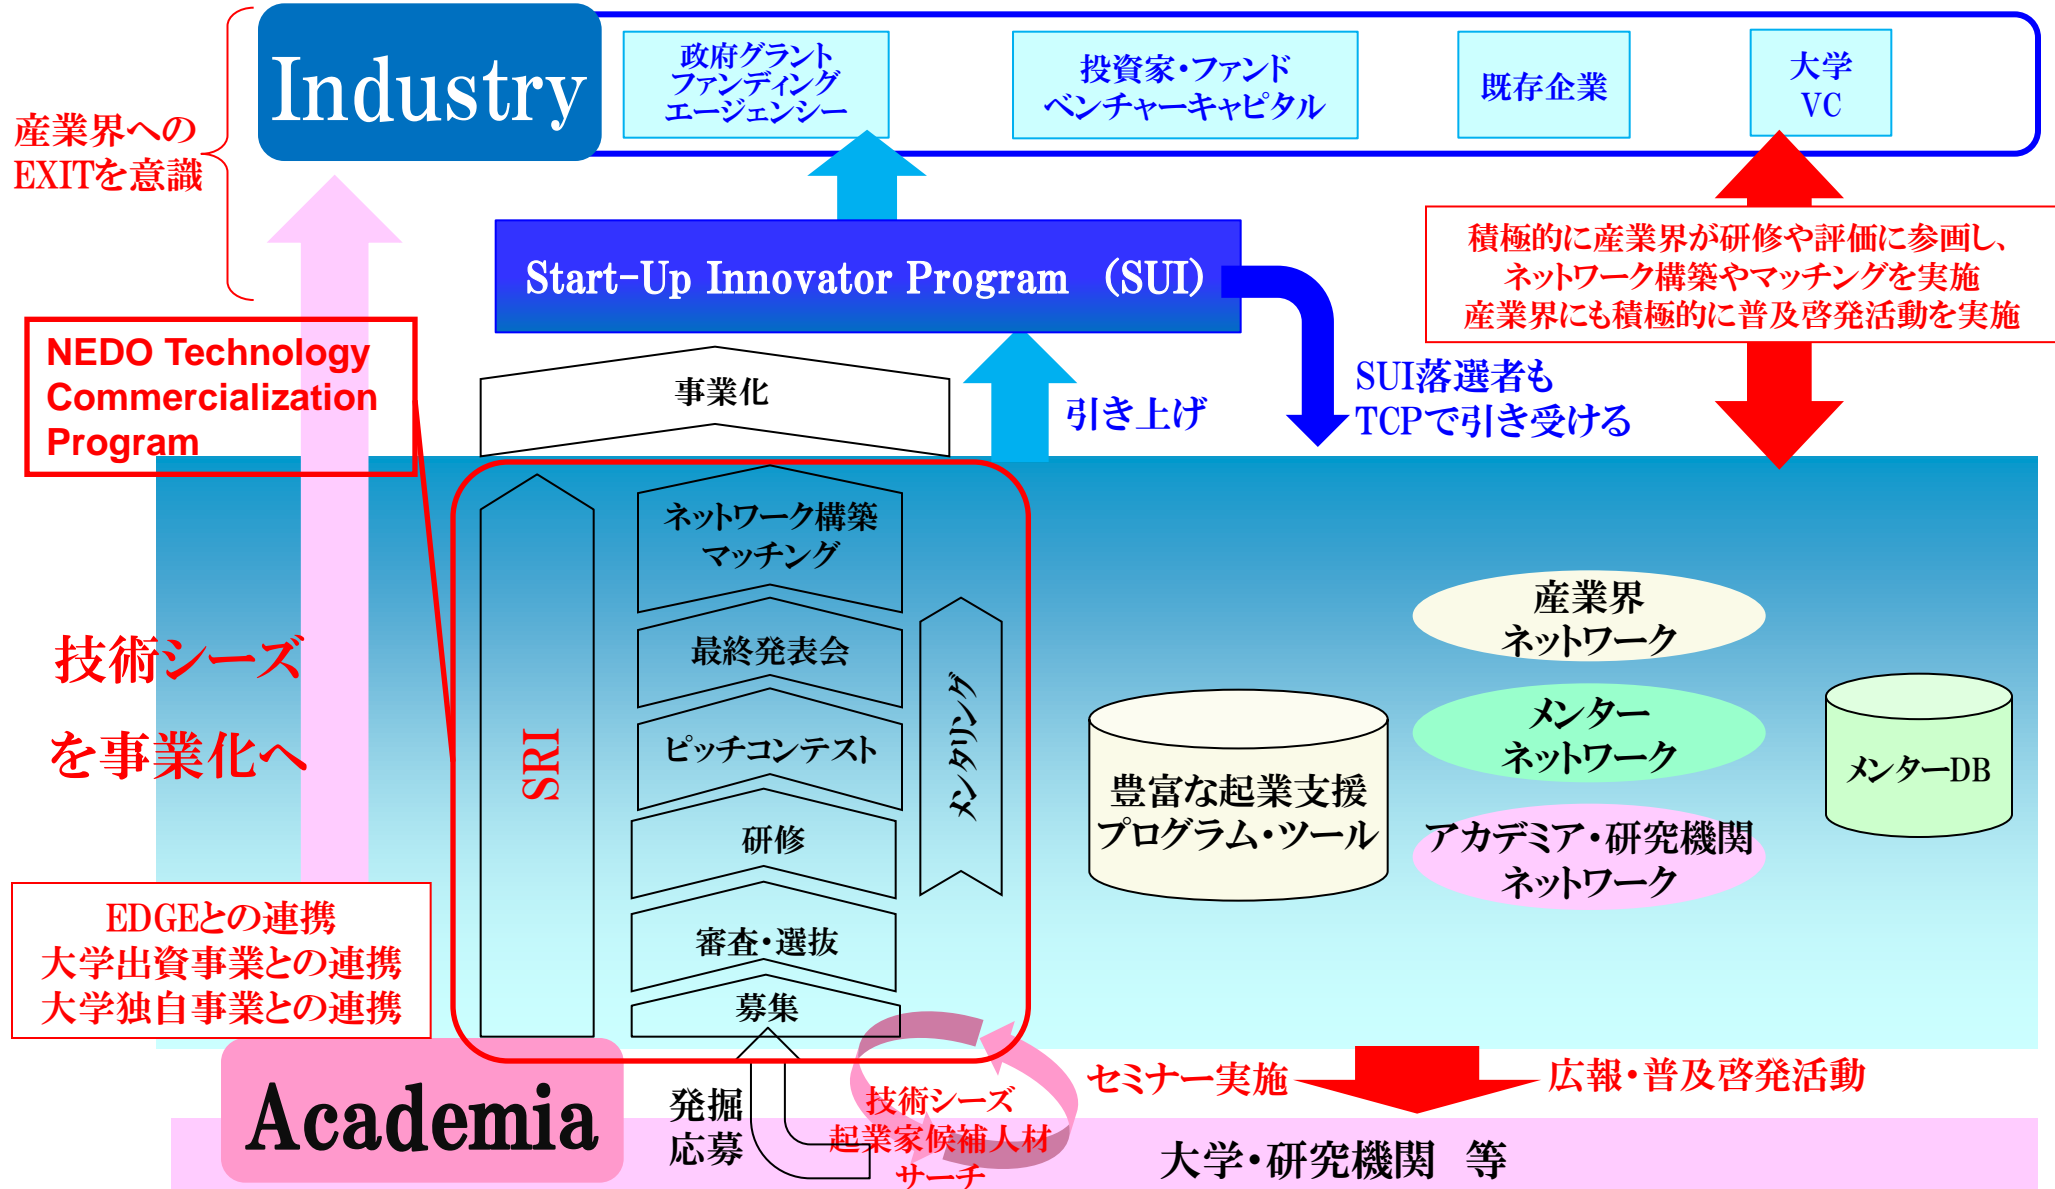 Industry
政府グラント
ファンディング
エージェンシー
投資家・ファンド
ベンチャーキャピタル
既存企業
大学
VC
産業界への
EXITを意識
Start-Up Innovator Program （SUI）
積極的に産業界が研修や評価に参画し、
ネットワーク構築やマッチングを実施
産業界にも積極的に普及啓発活動を実施
NEDO Technology
Commercialization
Program
事業化
引き上げ
SUI落選者も
TCPで引き受ける
ネットワーク構築
マッチング
最終発表会
ピッチコンテスト
研修
審査・選抜
募集
SRI
メンタリング
技術シーズ
を事業化へ
豊富な起業支援
プログラム・ツール
産業界
ネットワーク
メンター
ネットワーク
アカデミア・研究機関
ネットワーク
メンターDB
EDGEとの連携
大学出資事業との連携
大学独自事業との連携
Academia
発掘
応募
技術シーズ
起業家候補人材
サーチ
セミナー実施
広報・普及啓発活動
大学・研究機関　等